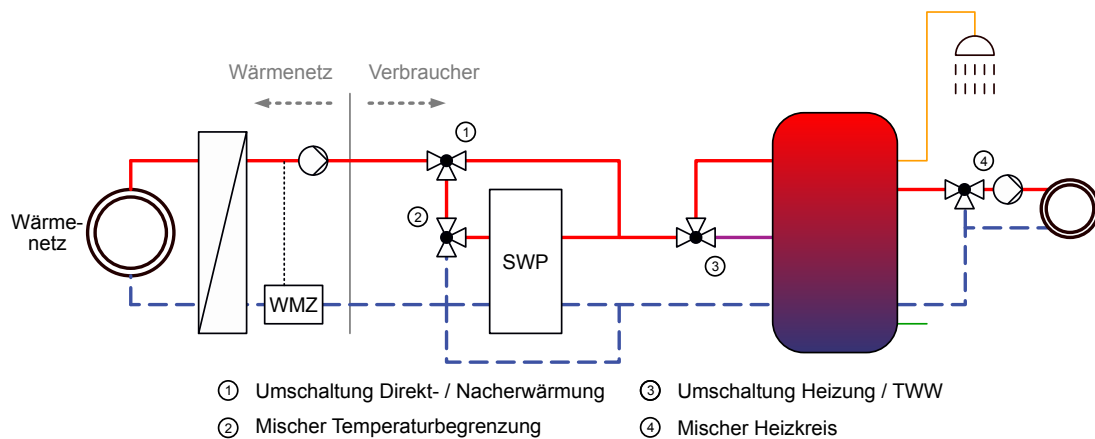 Wärmenetz Verbraucher
1
4
Wärme-
netz
2
SWP
3
WMZ
1 Umschaltung Direkt- / Nacherwärmung
3 Umschaltung Heizung / TWW
2 Mischer Temperaturbegrenzung
4 Mischer Heizkreis